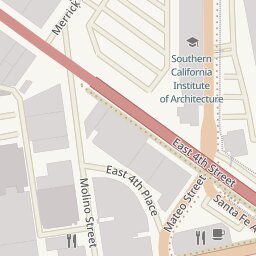 Merrick
Southern
California
Institute
of Architecture
East 4th Street
East 4th Place
Molino Street
Mateo Street
Santa Fe A